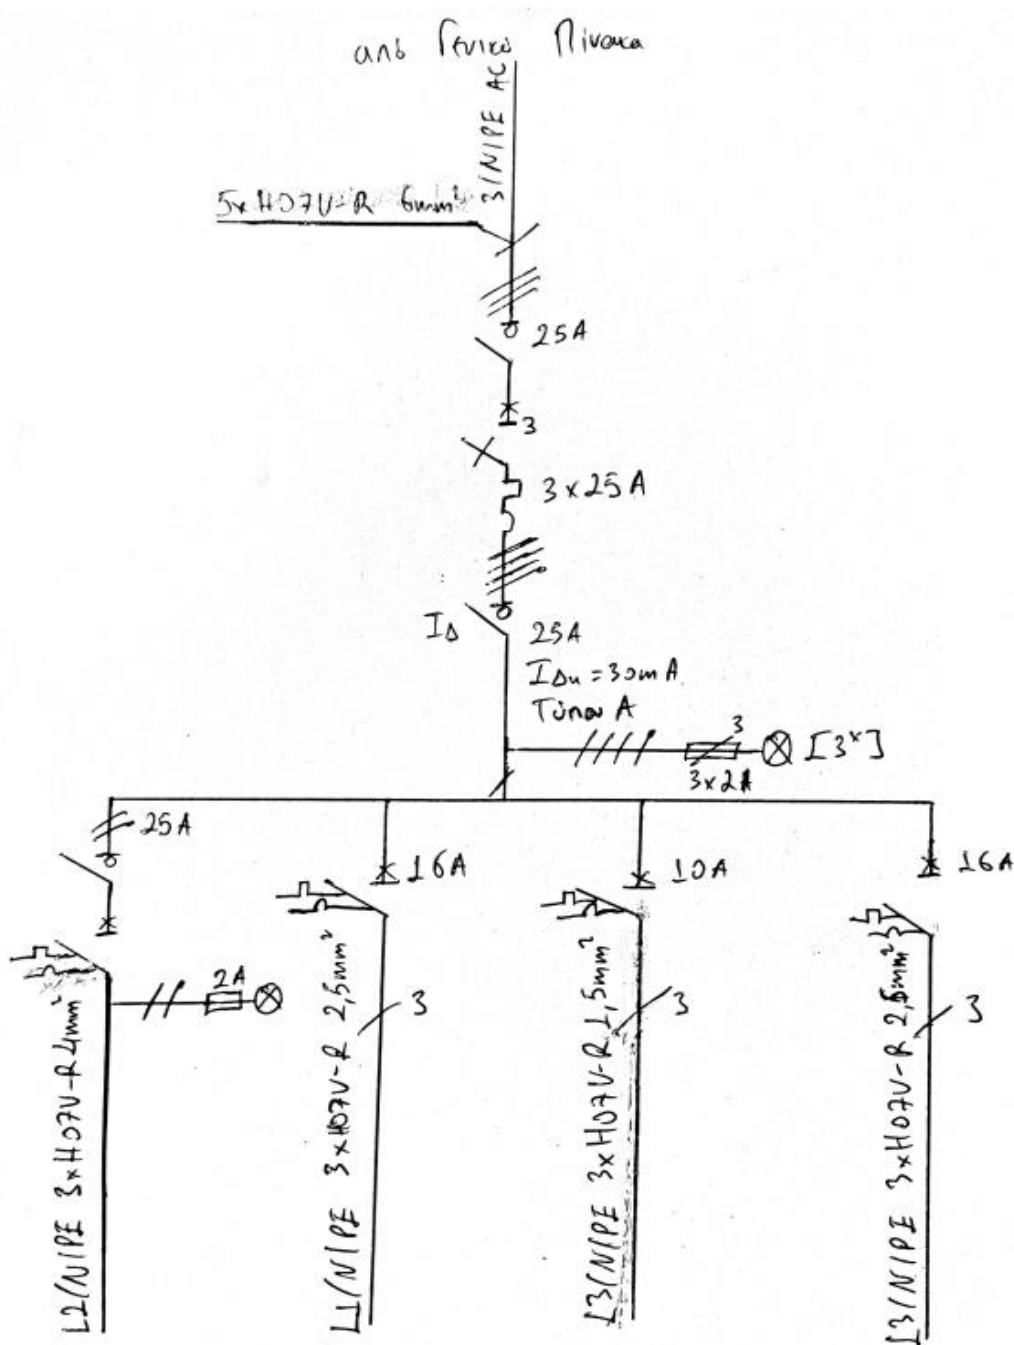 από Γενικό Πίνακα
3/N/PE AC
5xH07V-R 6mm²
25A
3
3x25A
IΔ
25A
IΔn = 30mA
Τύπου A
3
[3x]
3x2A
25A
16A
10A
16A
2A
3
3
3
L2/N/PE 3xH07V-R 4mm²
L1/N/PE 3xH07V-R 2,5mm²
L3/N/PE 3xH07V-R 1,5mm²
L3/N/PE 3xH07V-R 2,5mm²